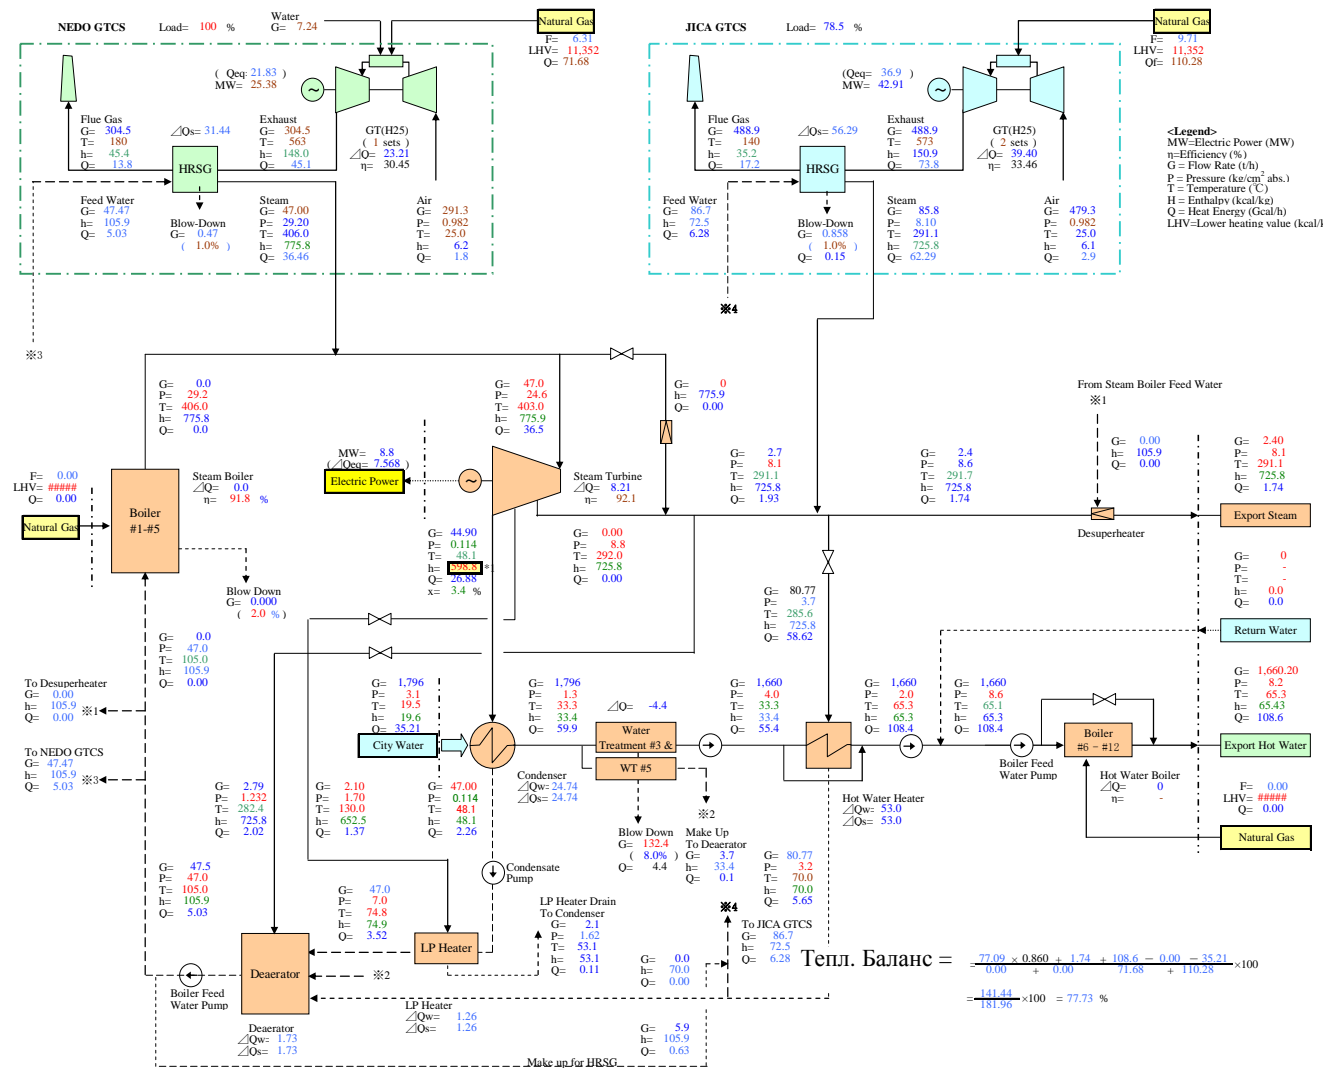 NEDO GTCS
Load= 100 %
Water
G= 7.24
Natural Gas
F= 6.31
LHV= 11,352
Q= 71.68
( Qeq: 21.83 )
MW= 25.38
Flue Gas
G= 304.5
T= 180
h= 45.4
Q= 13.8
⊿Qs= 31.44
HRSG
Exhaust
G= 304.5
T= 563
h= 148.0
Q= 45.1
GT(H25)
( 1 sets )
⊿Q= 23.21
η= 30.45
Feed Water
G= 47.47
h= 105.9
Q= 5.03
Blow-Down
G= 0.47
( 1.0% )
Steam
G= 47.00
P= 29.20
T= 406.0
h= 775.8
Q= 36.46
Air
G= 291.3
P= 0.982
T= 25.0
h= 6.2
Q= 1.8
※3
JICA GTCS
Load= 78.5 %
Natural Gas
F= 9.71
LHV= 11,352
Qf= 110.28
(Qeq: 36.9 )
MW= 42.91
Flue Gas
G= 488.9
T= 140
h= 35.2
Q= 17.2
⊿Qs= 56.29
HRSG
Exhaust
G= 488.9
T= 573
h= 150.9
Q= 73.8
GT(H25)
( 2 sets )
⊿Q= 39.40
η= 33.46
Feed Water
G= 86.7
h= 72.5
Q= 6.28
Blow-Down
G= 0.858
( 1.0% )
Q= 0.15
Steam
G= 85.8
P= 8.10
T= 291.1
h= 725.8
Q= 62.29
Air
G= 479.3
P= 0.982
T= 25.0
h= 6.1
Q= 2.9
※4
<Legend>
MW=Electric Power (MW)
η=Efficiency (%)
G = Flow Rate (t/h)
P = Pressure (kg/cm² abs.)
T = Temperature (℃)
H = Enthalpy (kcal/kg)
Q = Heat Energy (Gcal/h)
LHV=Lower heating value (kcal/k
G= 0.0
P= 29.2
T= 406.0
h= 775.8
Q= 0.0
G= 47.0
P= 24.6
T= 403.0
h= 775.9
Q= 36.5
G= 0
h= 775.9
Q= 0.00
From Steam Boiler Feed Water
※1
G= 0.00
h= 105.9
Q= 0.00
G= 2.40
P= 8.1
T= 291.1
h= 725.8
Q= 1.74
F= 0.00
LHV= #####
Q= 0.00
Natural Gas
Boiler
#1-#5
Steam Boiler
⊿Q= 0.0
η= 91.8 %
MW= 8.8
(⊿Qeq= 7.568 )
Electric Power
Steam Turbine
⊿Q= 8.21
η= 92.1
G= 2.7
P= 8.1
T= 291.1
h= 725.8
Q= 1.93
G= 2.4
P= 8.6
T= 291.7
h= 725.8
Q= 1.74
Export Steam
Desuperheater
G= 44.90
P= 0.114
T= 48.1
h= 598.8 *1
Q= 26.88
x= 3.4 %
G= 0.00
P= 8.8
T= 292.0
h= 725.8
Q= 0.00
G= 0
P= -
T= -
h= 0.0
Q= 0.0
Blow Down
G= 0.000
( 2.0 % )
G= 80.77
P= 3.7
T= 285.6
h= 725.8
Q= 58.62
Return Water
G= 0.0
P= 47.0
T= 105.0
h= 105.9
Q= 0.00
To Desuperheater
G= 0.00
h= 105.9
Q= 0.00
※1
G= 1,796
P= 3.1
T= 19.5
h= 19.6
Q= 35.21
City Water
G= 1,796
P= 1.3
T= 33.3
h= 33.4
Q= 59.9
⊿Q= -4.4
Water
Treatment #3 &
WT #5
G= 1,660
P= 4.0
T= 33.3
h= 33.4
Q= 55.4
G= 1,660
P= 2.0
T= 65.3
h= 65.3
Q= 108.4
G= 1,660
P= 8.6
T= 65.1
h= 65.3
Q= 108.4
Boiler
#6 - #12
G= 1,660.20
P= 8.2
T= 65.3
h= 65.43
Q= 108.6
Export Hot Water
Boiler Feed
Water Pump
Hot Water Boiler
⊿Q= 0
η= -
F= 0.00
LHV= #####
Q= 0.00
Natural Gas
To NEDO GTCS
G= 47.47
h= 105.9
Q= 5.03
※3
G= 2.79
P= 1.232
T= 282.4
h= 725.8
Q= 2.02
G= 2.10
P= 1.70
T= 130.0
h= 652.5
Q= 1.37
G= 47.00
P= 0.114
T= 48.1
h= 48.1
Q= 2.26
Condenser
⊿Qw= 24.74
⊿Qs= 24.74
※2
Hot Water Heater
⊿Qw= 53.0
⊿Qs= 53.0
Blow Down
G= 132.4
( 8.0% )
Q= 4.4
Make Up
To Deaerator
G= 3.7
h= 33.4
Q= 0.1
G= 80.77
P= 3.2
T= 70.0
h= 70.0
Q= 5.65
Condensate
Pump
G= 47.5
P= 47.0
T= 105.0
h= 105.9
Q= 5.03
G= 47.0
P= 7.0
T= 74.8
h= 74.9
Q= 3.52
LP Heater
LP Heater Drain
To Condenser
G= 2.1
P= 1.62
T= 53.1
h= 53.1
Q= 0.11
※4
To JICA GTCS
G= 86.7
h= 72.5
Q= 6.28
G= 0.0
h= 70.0
Q= 0.00
Deaerator
※2
Boiler Feed
Water Pump
LP Heater
⊿Qw= 1.26
⊿Qs= 1.26
Deaerator
⊿Qw= 1.73
⊿Qs= 1.73
G= 5.9
h= 105.9
Q= 0.63
Make up for HRSG
Тепл. Баланс = = 77.09 × 0.860 + 1.74 + 108.6 - 0.00 - 35.21
0.00 + 0.00 71.68 + 110.28 ×100
= 141.44
181.96 ×100 = 77.73 %